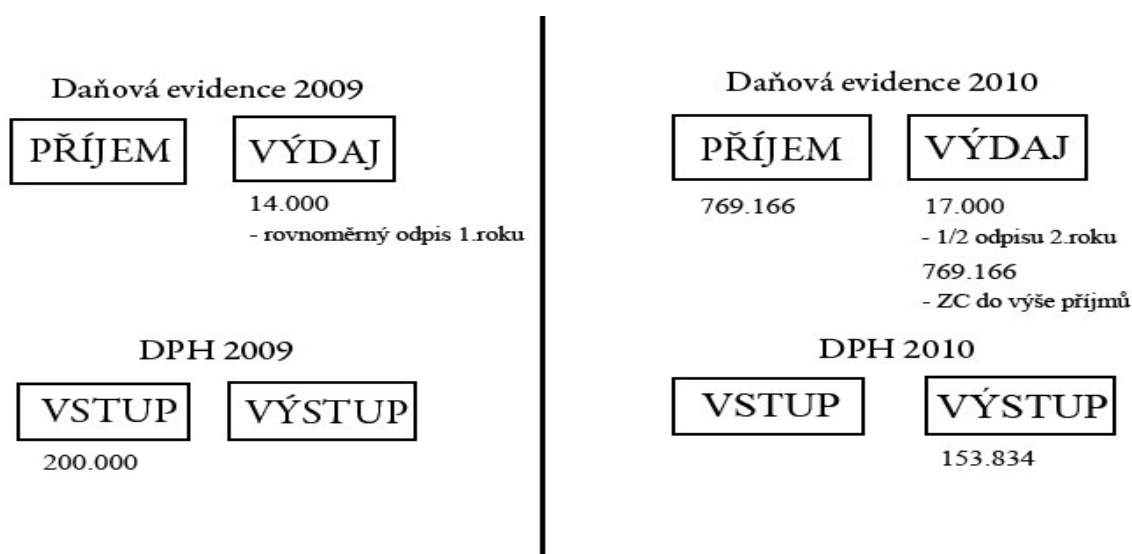 Daňová evidence 2009
PŘÍJEM VÝDAJ
14.000
- rovnoměrný odpis 1.roku
DPH 2009
VSTUP VÝSTUP
200.000
Daňová evidence 2010
PŘÍJEM VÝDAJ
769.166 17.000
- 1/2 odpisu 2.roku
769.166
- ZC do výše příjmů
DPH 2010
VSTUP VÝSTUP
153.834